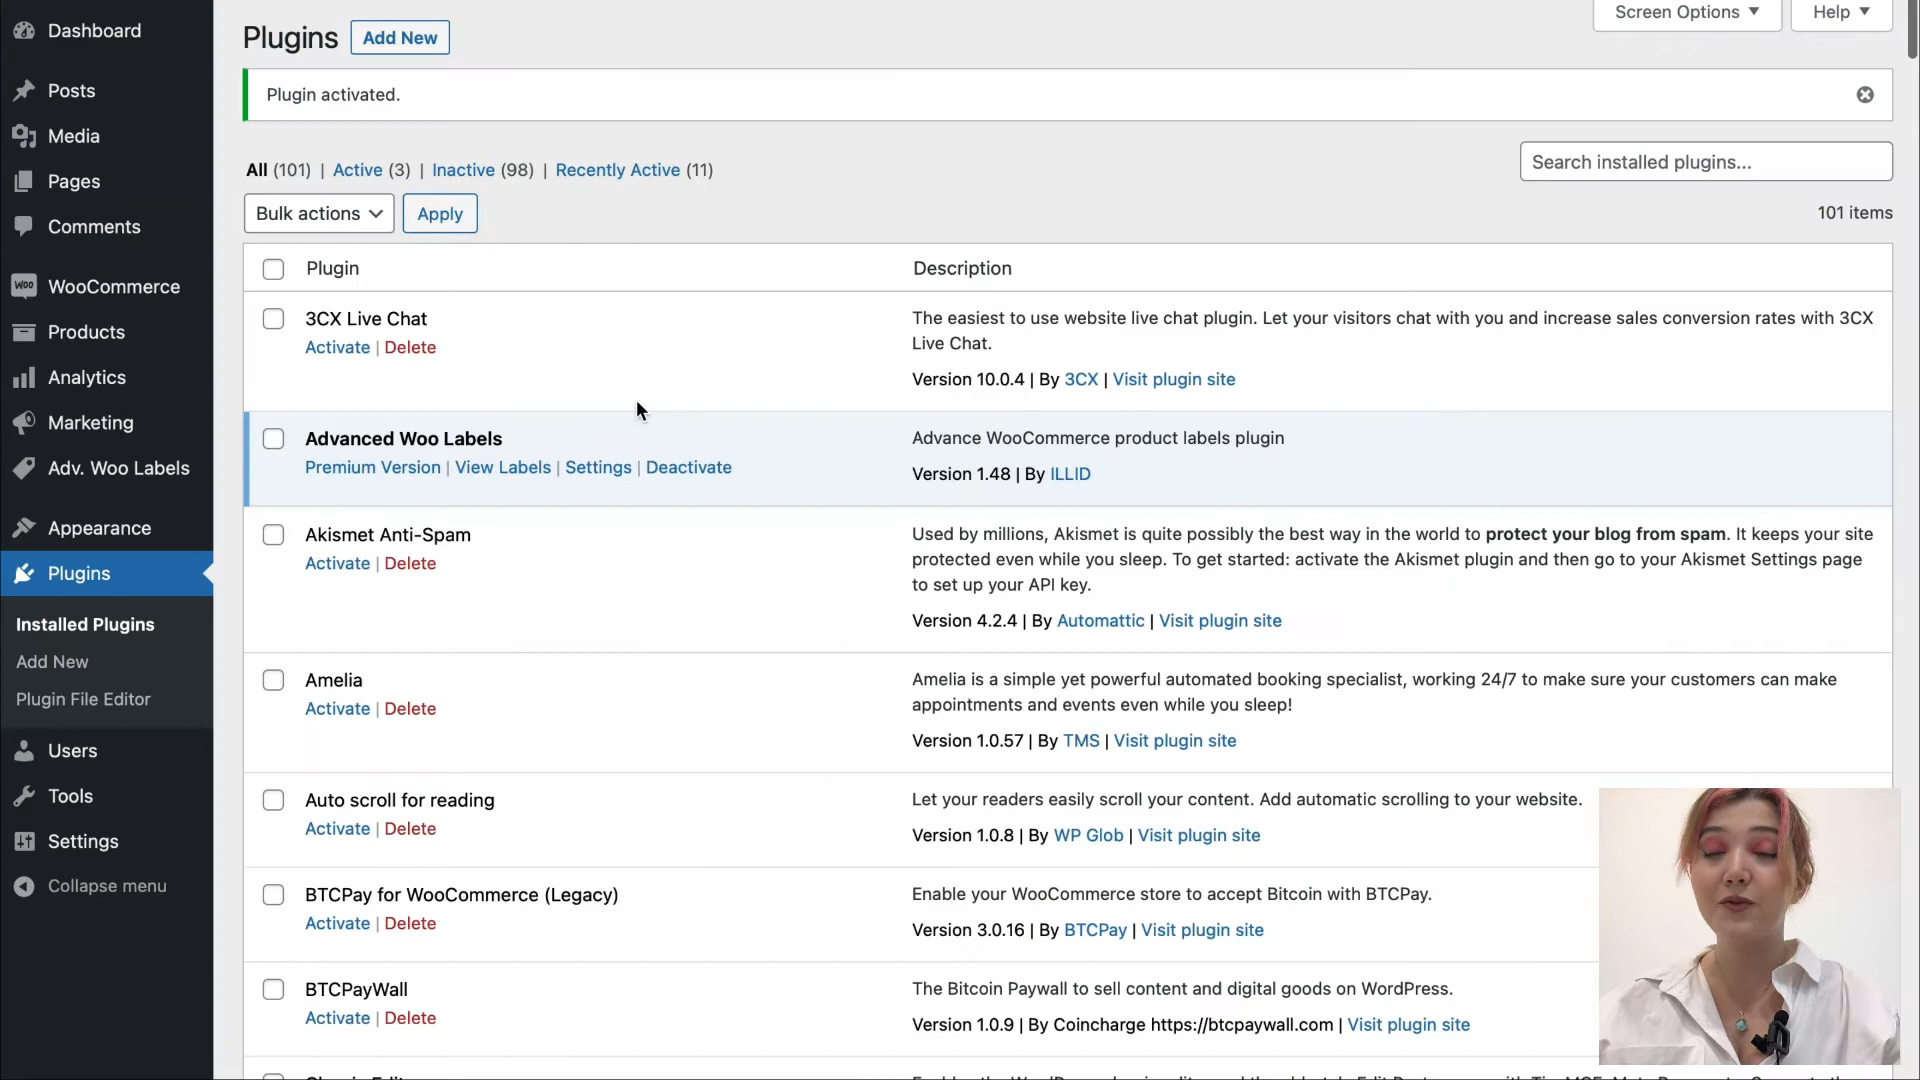 Dashboard
Posts
Media
Pages
Comments
WOO
WooCommerce
Products
Analytics
Marketing
Adv. Woo Labels
Appearance
Plugins
Installed Plugins
Add New
Plugin File Editor
Users
Tools
Settings
Collapse menu
Screen Options
Help
Plugins
Add New
Plugin activated.
All (101) | Active (3) | Inactive (98) | Recently Active (11)
Search installed plugins...
Bulk actions
Apply
101 items
Plugin
Description
3CX Live Chat
Activate | Delete
The easiest to use website live chat plugin. Let your visitors chat with you and increase sales conversion rates with 3CX
Live Chat.
Version 10.0.4 | By 3CX | Visit plugin site
Advanced Woo Labels
Premium Version | View Labels | Settings | Deactivate
Advance WooCommerce product labels plugin
Version 1.48 | By ILLID
Akismet Anti-Spam
Activate | Delete
Used by millions, Akismet is quite possibly the best way in the world to protect your blog from spam. It keeps your site
protected even while you sleep. To get started: activate the Akismet plugin and then go to your Akismet Settings page
to set up your API key.
Version 4.2.4 | By Automattic | Visit plugin site
Amelia
Activate | Delete
Amelia is a simple yet powerful automated booking specialist, working 24/7 to make sure your customers can make
appointments and events even while you sleep!
Version 1.0.57 | By TMS | Visit plugin site
Auto scroll for reading
Activate | Delete
Let your readers easily scroll your content. Add automatic scrolling to your website.
Version 1.0.8 | By WP Glob | Visit plugin site
BTCPay for WooCommerce (Legacy)
Activate | Delete
Enable your WooCommerce store to accept Bitcoin with BTCPay.
Version 3.0.16 | By BTCPay | Visit plugin site
BTCPayWall
Activate | Delete
The Bitcoin Paywall to sell content and digital goods on WordPress.
Version 1.0.9 | By Coincharge https://btcpaywall.com | Visit plugin site